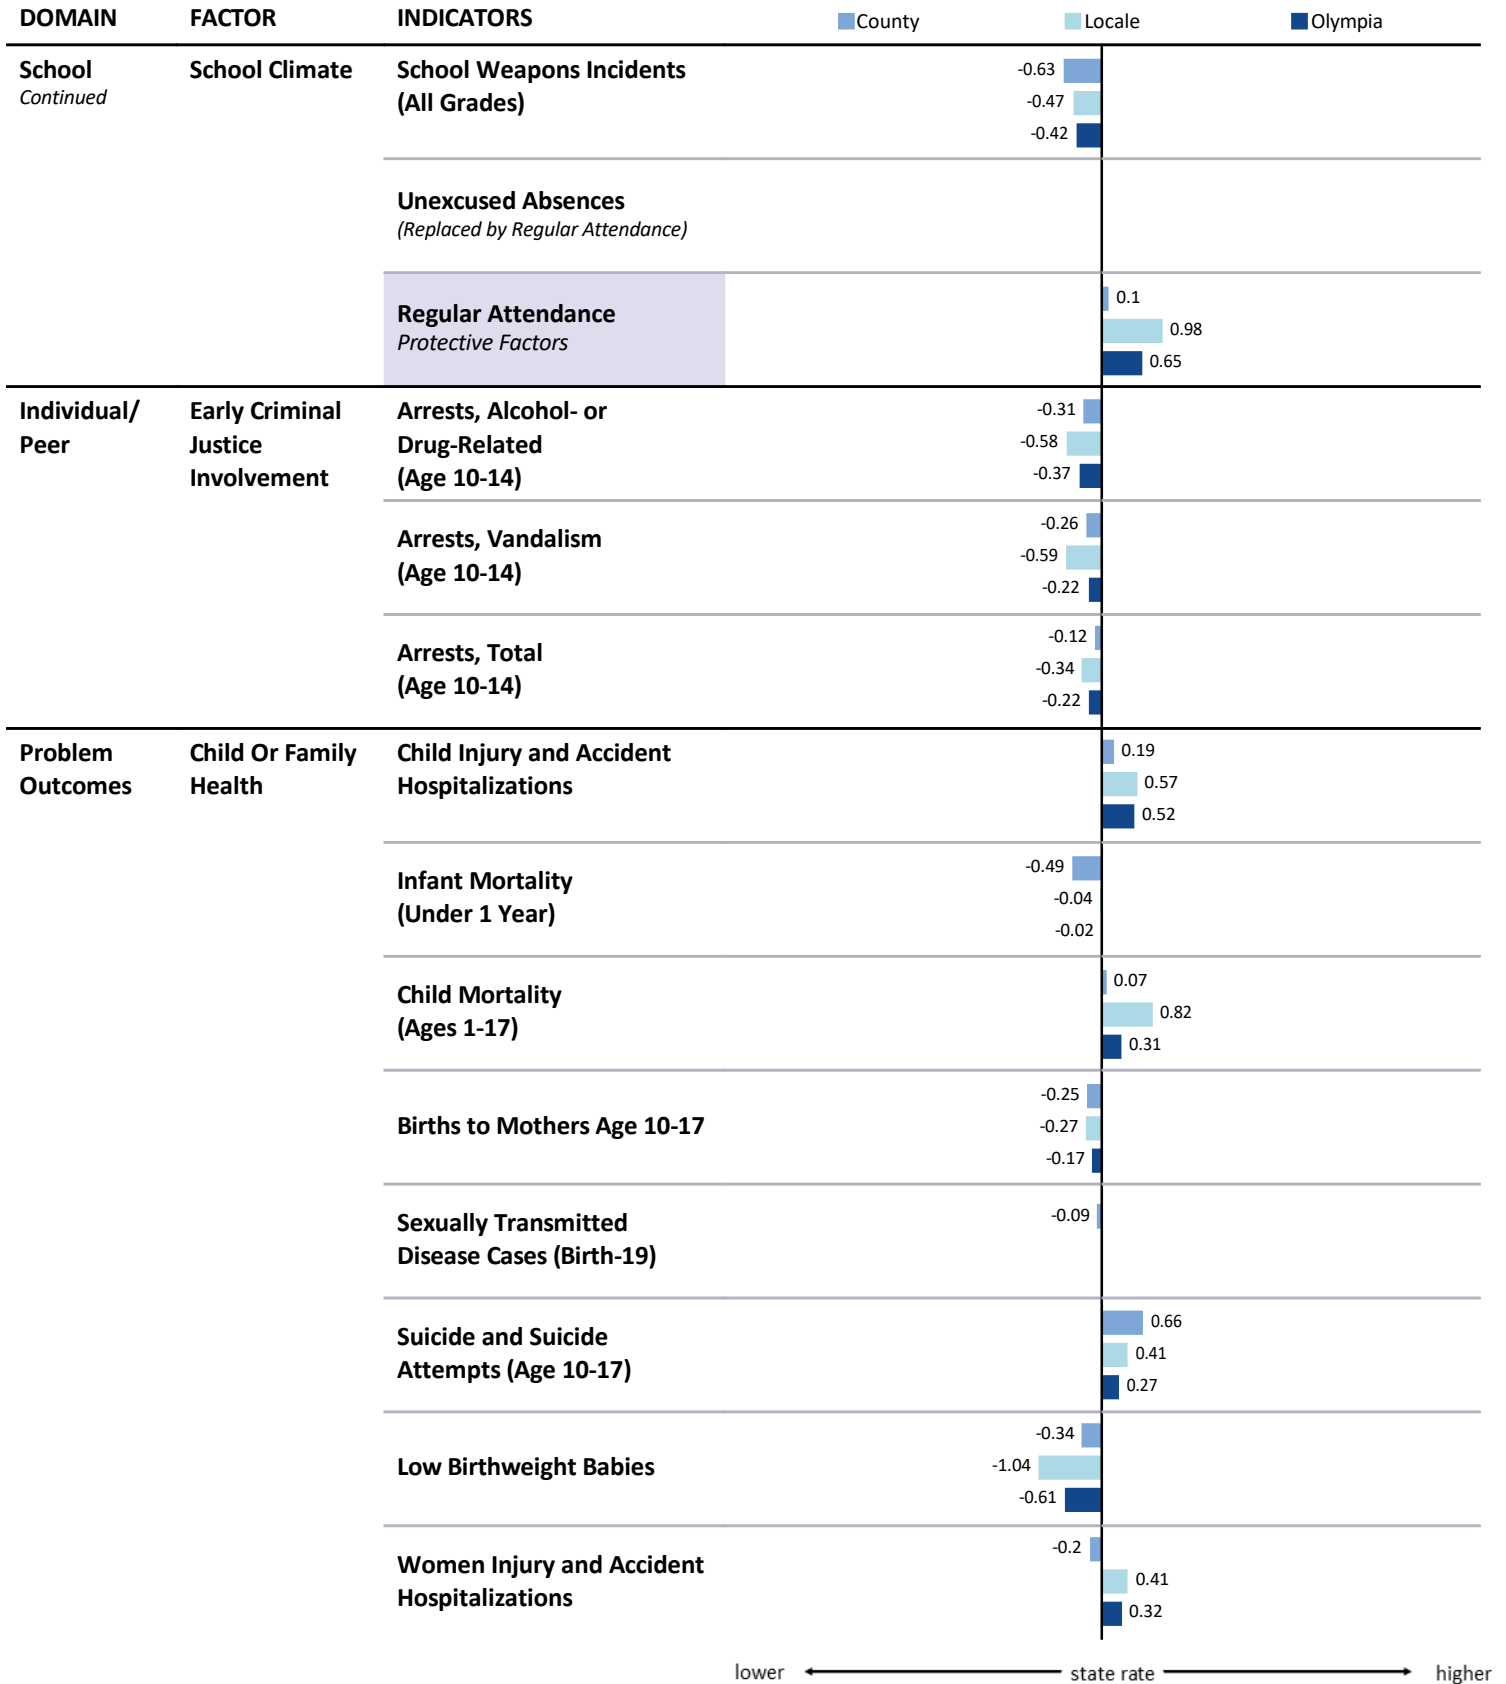 DOMAIN FACTOR INDICATORS County Locale Olympia
School School Climate School Weapons Incidents
Continued (All Grades)
-0.63
-0.47
-0.42
Unexcused Absences
(Replaced by Regular Attendance)
Regular Attendance
Protective Factors
0.1
0.98
0.65
Individual/ Early Criminal Arrests, Alcohol- or
Peer Justice Drug-Related
Involvement (Age 10-14)
-0.31
-0.58
-0.37
Arrests, Vandalism
(Age 10-14)
-0.26
-0.59
-0.22
Arrests, Total
(Age 10-14)
-0.12
-0.34
-0.22
Problem Child Or Family Child Injury and Accident
Outcomes Health Hospitalizations
0.19
0.57
0.52
Infant Mortality
(Under 1 Year)
-0.49
-0.04
-0.02
Child Mortality
(Ages 1-17)
0.07
0.82
0.31
Births to Mothers Age 10-17
-0.25
-0.27
-0.17
Sexually Transmitted
Disease Cases (Birth-19)
-0.09
Suicide and Suicide
Attempts (Age 10-17)
0.66
0.41
0.27
Low Birthweight Babies
-0.34
-1.04
-0.61
Women Injury and Accident
Hospitalizations
-0.2
0.41
0.32
lower state rate higher